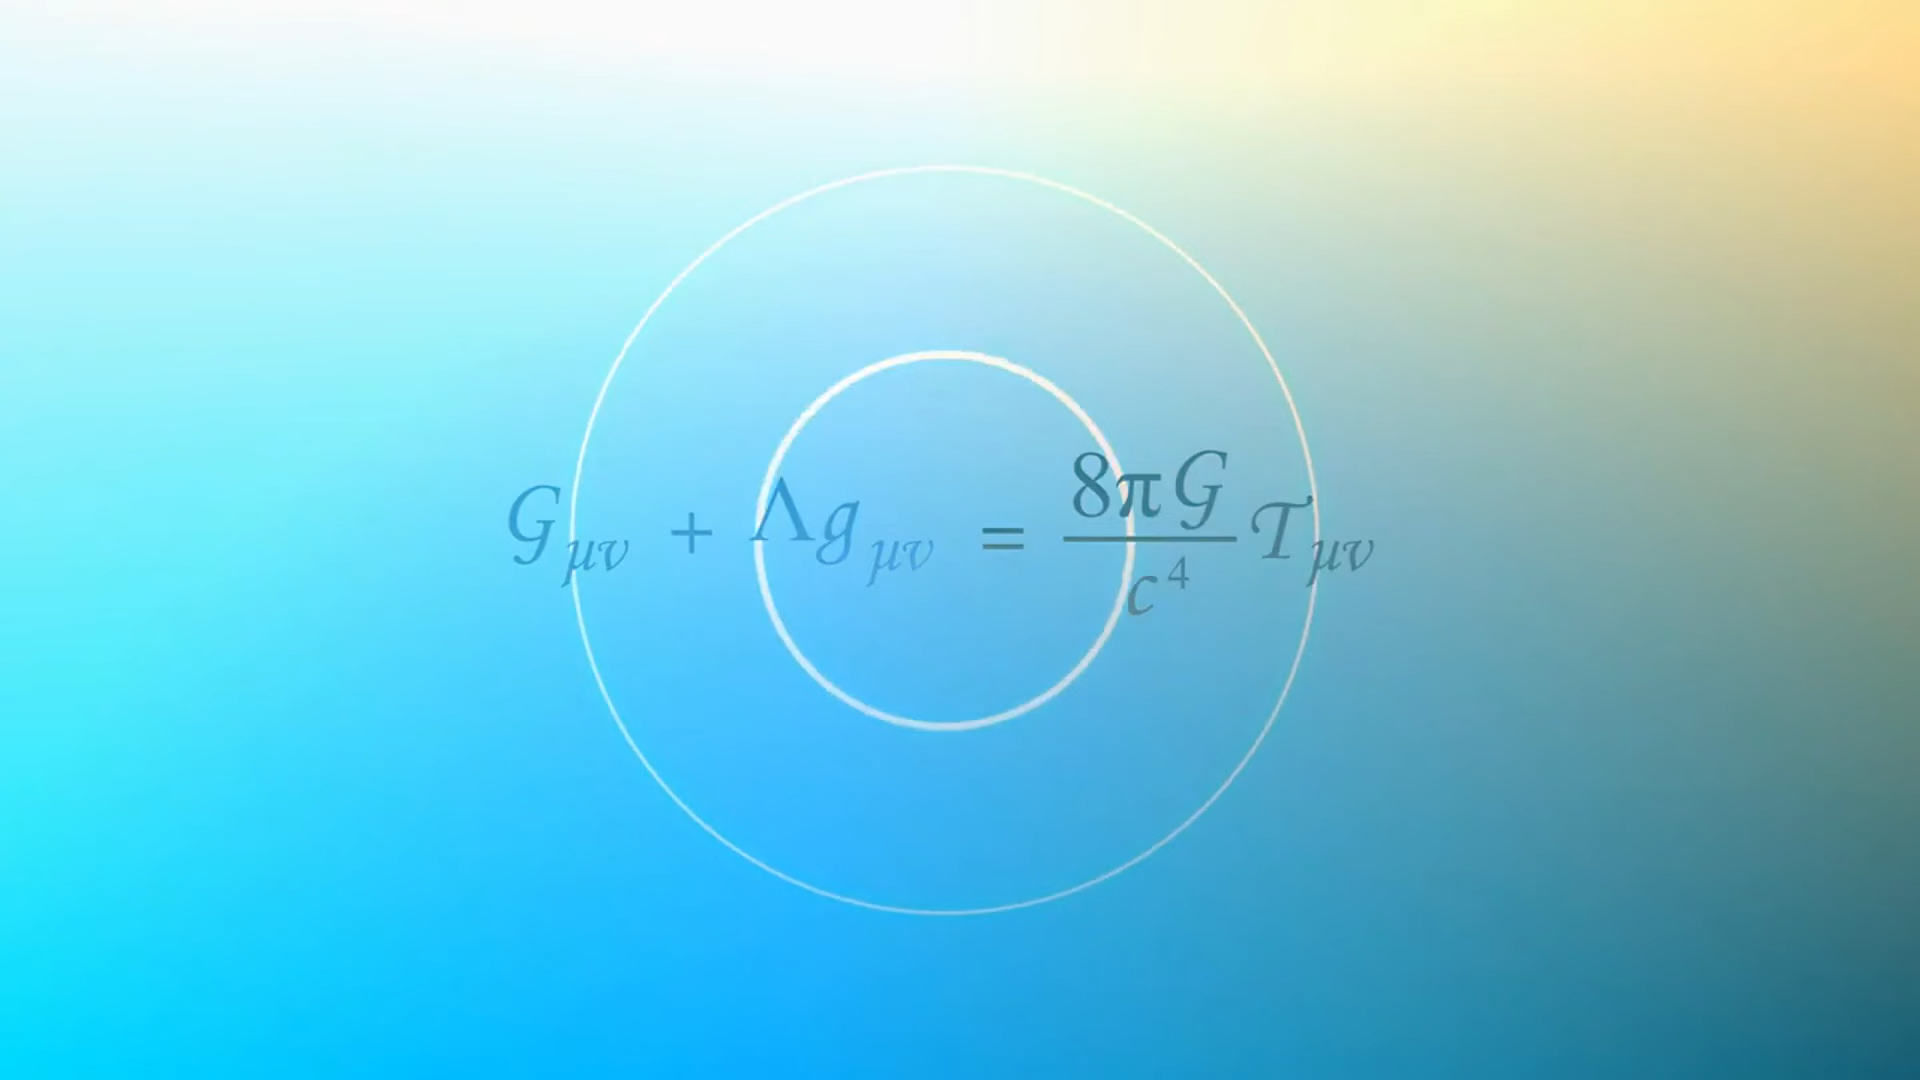 Gμν + Λgμν = 8πG/c⁴ Tμν